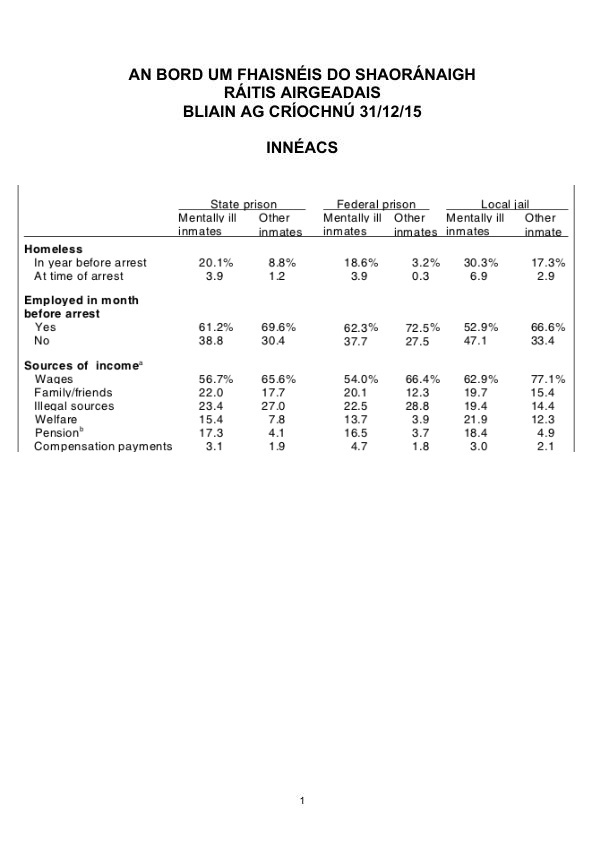 AN BORD UM FHAISNÉIS DO SHAORÁNAIGH
RÁITIS AIRGEADAIS
BLIAIN AG CRÍOCHNÚ 31/12/15
INNÉACS
State prison Federal prison Local jail
Mentally ill Other Mentally ill Other Mentally ill Other
inmates inmates inmates inmates inmates inmate
Homeless
In year before arrest 20.1% 8.8% 18.6% 3.2% 30.3% 17.3%
At time of arrest 3.9 1.2 3.9 0.3 6.9 2.9
Employed in month
before arrest
Yes 61.2% 69.6% 62.3% 72.5% 52.9% 66.6%
No 38.8 30.4 37.7 27.5 47.1 33.4
Sources of income^a
Wages 56.7% 65.6% 54.0% 66.4% 62.9% 77.1%
Family/friends 22.0 17.7 20.1 12.3 19.7 15.4
Illegal sources 23.4 27.0 22.5 28.8 19.4 14.4
Welfare 15.4 7.8 13.7 3.9 21.9 12.3
Pension^b 17.3 4.1 16.5 3.7 18.4 4.9
Compensation payments 3.1 1.9 4.7 1.8 3.0 2.1
1